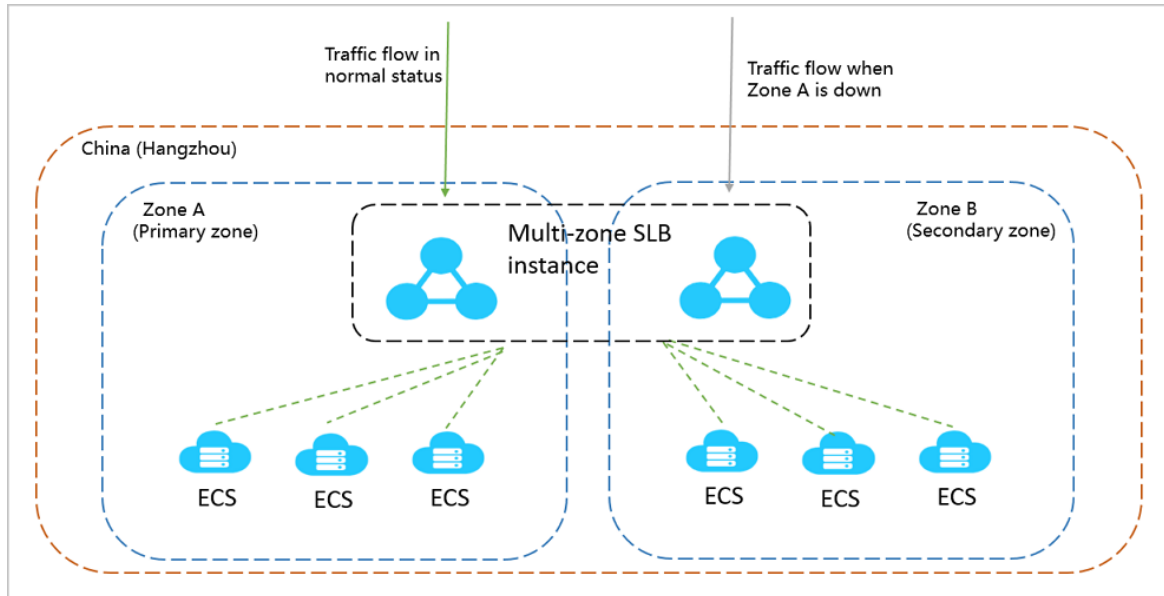 Traffic flow in
normal status
Traffic flow when
Zone A is down
China (Hangzhou)
Zone A
(Primary zone)
Multi-zone SLB
instance
Zone B
(Secondary zone)
ECS
ECS
ECS
ECS
ECS
ECS